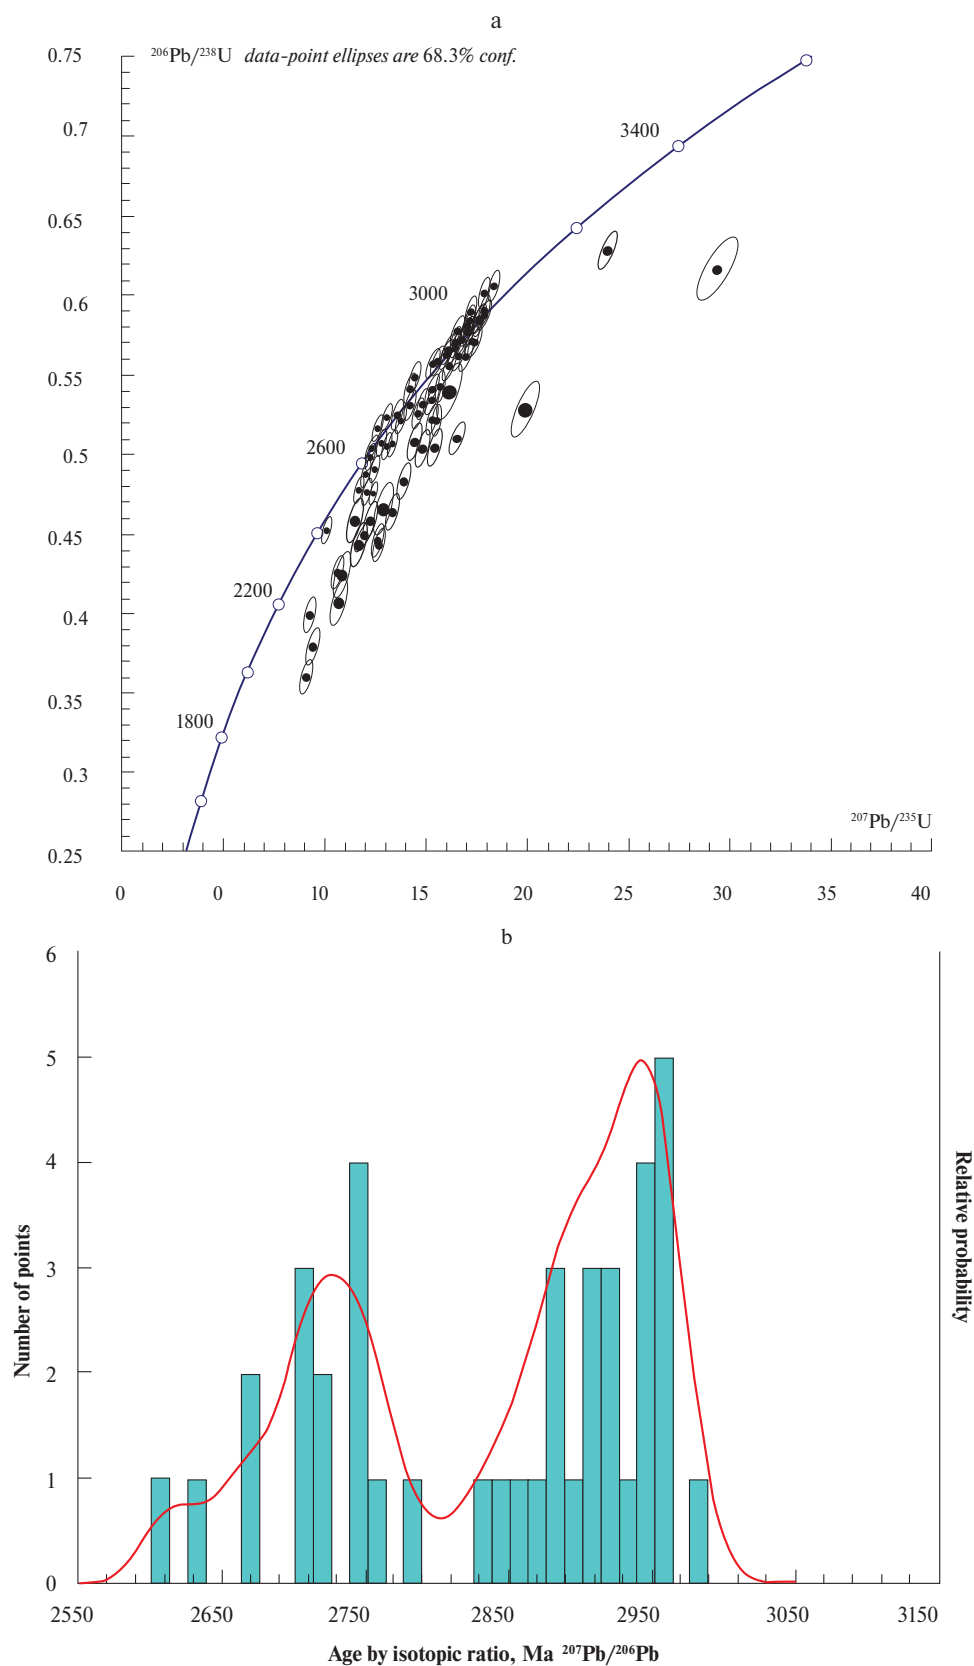 a
²⁰⁶Pb/²³⁸U data-point ellipses are 68.3% conf.
0.75
0.7
0.65
0.6
0.55
0.5
0.45
0.4
0.35
0.3
0.25
3400
3000
2600
2200
1800
²⁰⁷Pb/²³⁵U
0 0 10 15 20 25 30 35 40
b
6
5
4
3
2
1
0
Number of points
Relative probability
2550 2650 2750 2850 2950 3050 3150
Age by isotopic ratio, Ma ²⁰⁷Pb/²⁰⁶Pb